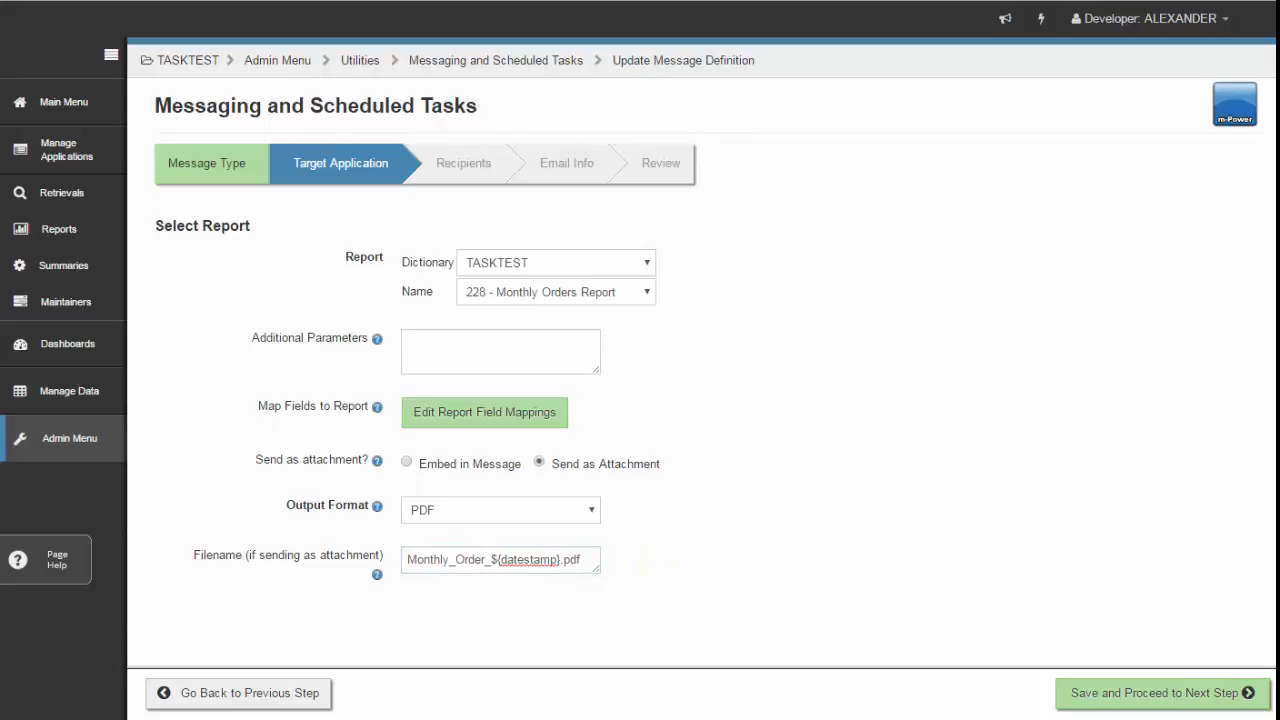 Developer: ALEXANDER
TASKTEST Admin Menu Utilities Messaging and Scheduled Tasks Update Message Definition
Main Menu
Manage
Applications
Retrievals
Reports
Summaries
Maintainers
Dashboards
Manage Data
Admin Menu
? Page
Help
Messaging and Scheduled Tasks
m-Power
Message Type Target Application Recipients Email Info Review
Select Report
Report Dictionary TASKTEST
Name 228 - Monthly Orders Report
Additional Parameters ?
Map Fields to Report ? Edit Report Field Mappings
Send as attachment? ? Embed in Message Send as Attachment
Output Format ? PDF
Filename (if sending as attachment) Monthly_Order_${datestamp}.pdf
?
Go Back to Previous Step Save and Proceed to Next Step